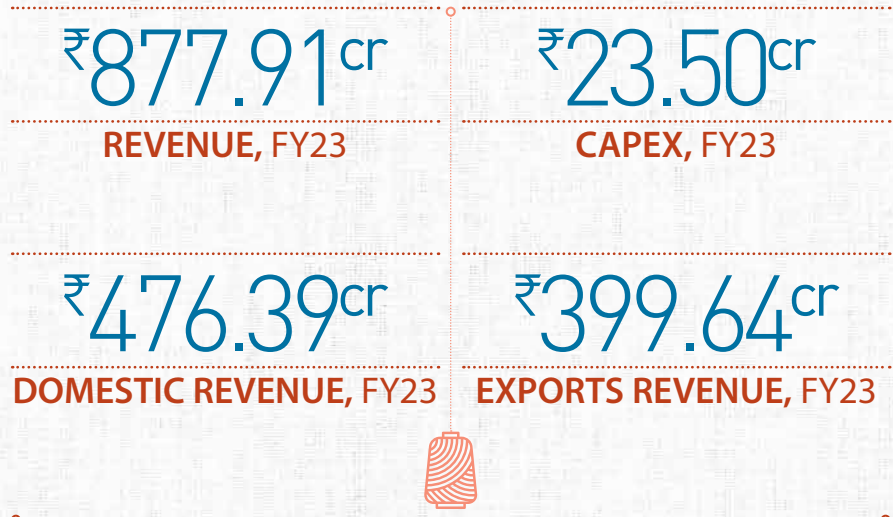 ₹877.91cr
REVENUE, FY23
₹23.50cr
CAPEX, FY23
₹476.39cr
DOMESTIC REVENUE, FY23
₹399.64cr
EXPORTS REVENUE, FY23